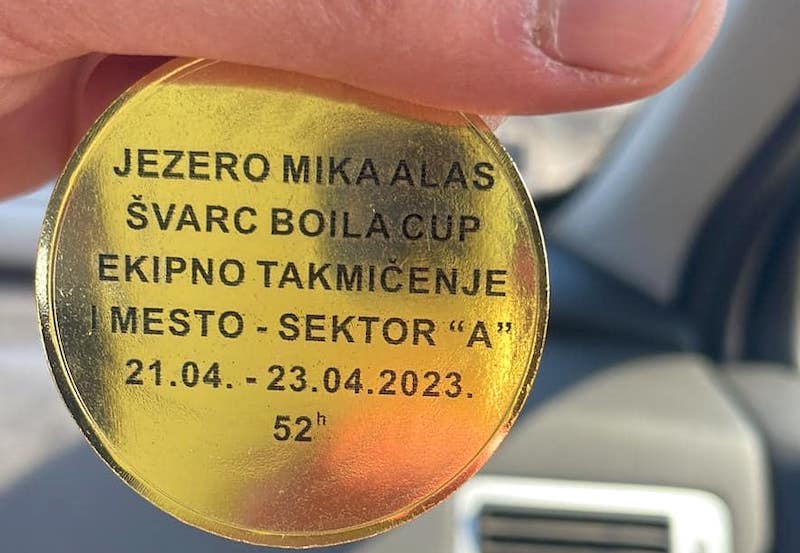 JEZERO MIKA ALAS
ŠVARC BOILA CUP
EKIPNO TAKMIČENJE
I MESTO - SEKTOR “A”
21.04. - 23.04.2023.
52h